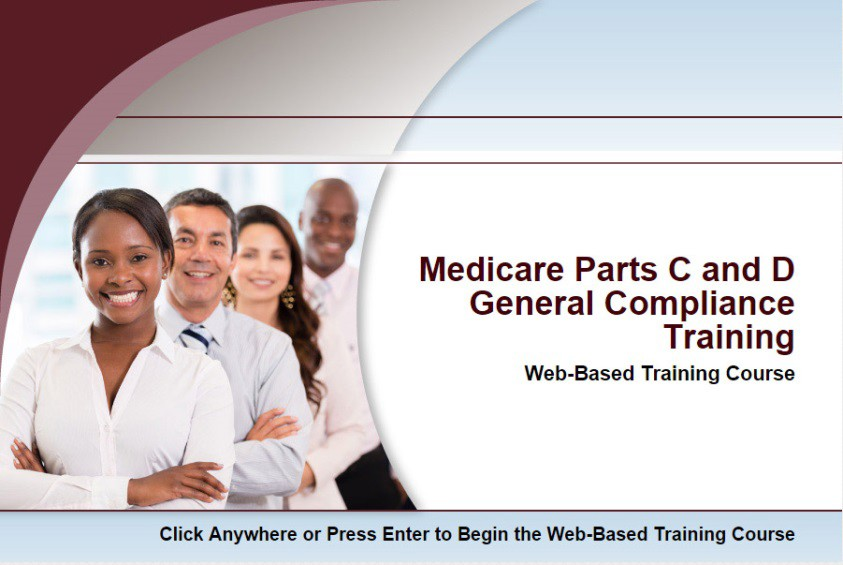 Medicare Parts C and D
General Compliance
Training
Web-Based Training Course
Click Anywhere or Press Enter to Begin the Web-Based Training Course